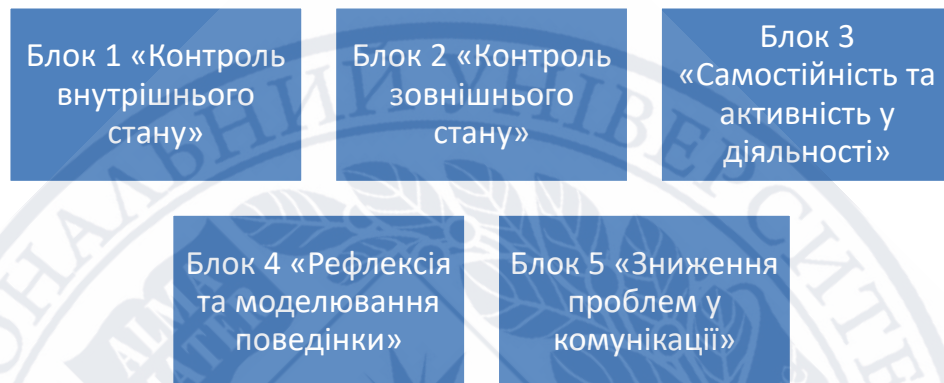 Блок 1 «Контроль
внутрішнього
стану»
Блок 2 «Контроль
зовнішнього
стану»
Блок 3
«Самостійність та
активність у
діяльності»
Блок 4 «Рефлексія
та моделювання
поведінки»
Блок 5 «Зниження
проблем у
комунікації»